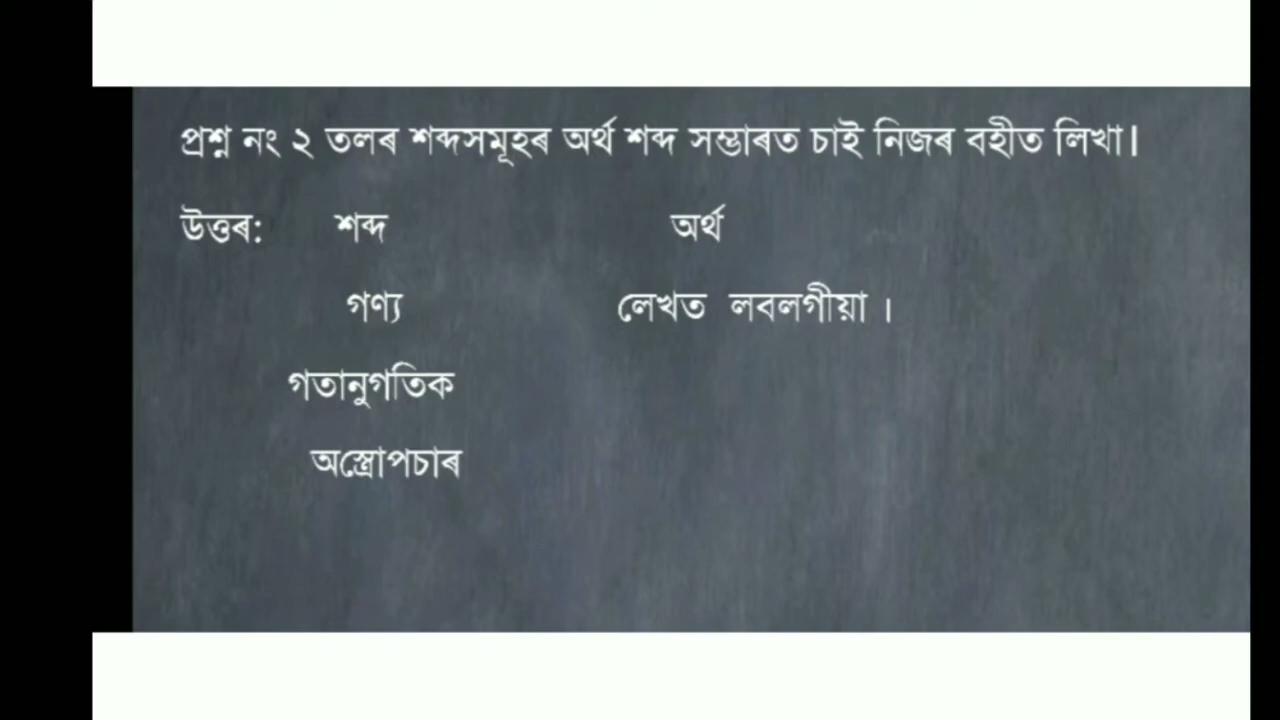 প্ৰশ্ন নং ২ তলৰ শব্দসমূহৰ অৰ্থ শব্দ সম্ভাৰত চাই নিজৰ বহীত লিখা।
উত্তৰ: শব্দ অৰ্থ
গণ্য লেখত লবলগীয়া ।
গতানুগতিক
অস্ত্ৰোপচাৰ